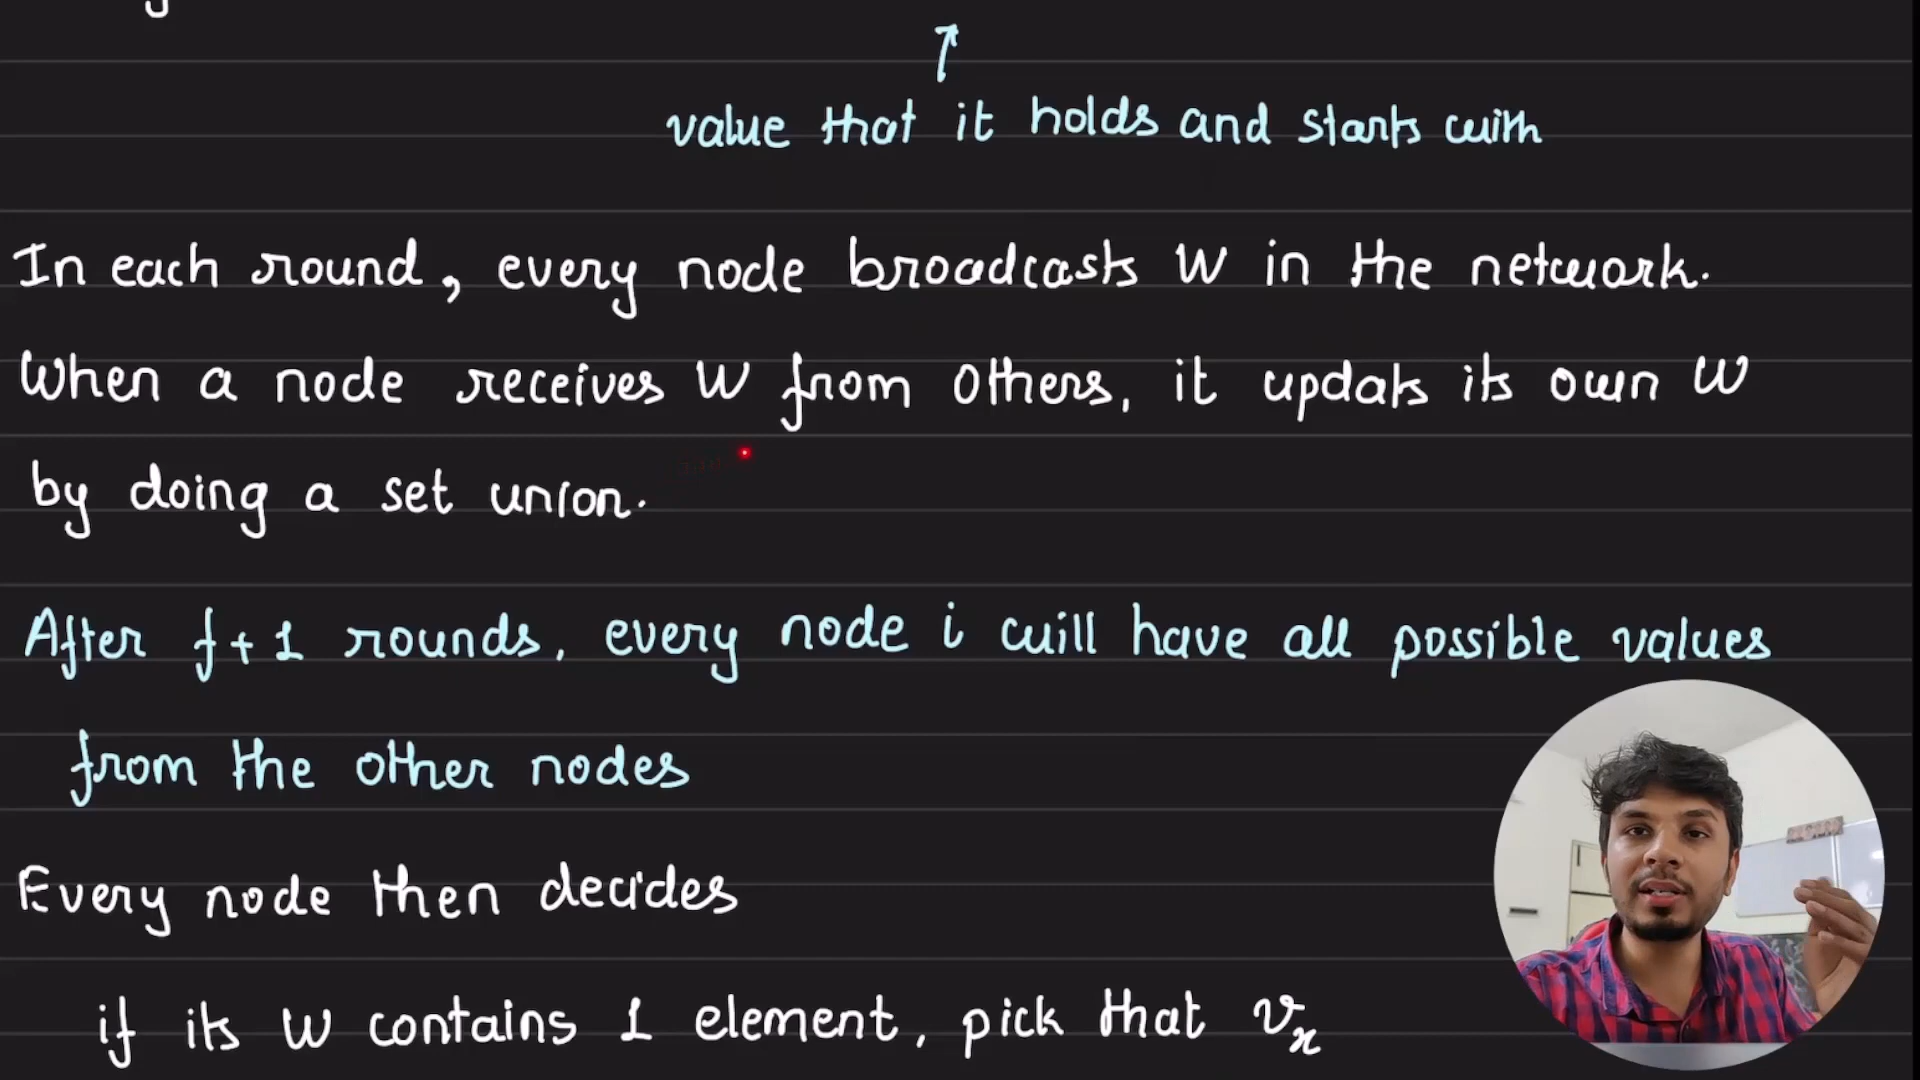 value that it holds and starts with
In each round, every node broadcasts W in the network.
When a node receives W from others, it updats its own W
by doing a set union.
After f+1 rounds, every node i will have all possible values
from the other nodes
Every node then decides
if its W contains 1 element, pick that vx